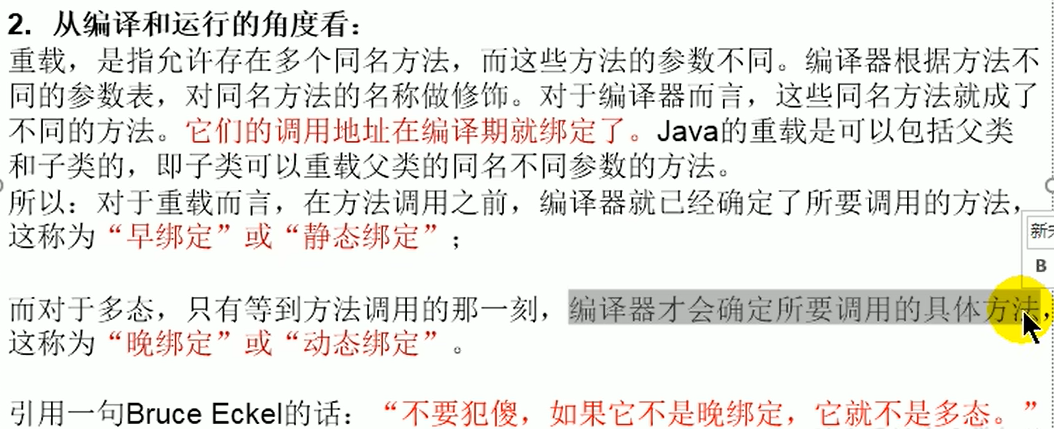 2. 从编译和运行的角度看：
重载，是指允许存在多个同名方法，而这些方法的参数不同。编译器根据方法不
同的参数表，对同名方法的名称做修饰。对于编译器而言，这些同名方法就成了
不同的方法。它们的调用地址在编译期就绑定了。Java的重载是可以包括父类
和子类的，即子类可以重载父类的同名不同参数的方法。
所以：对于重载而言，在方法调用之前，编译器就已经确定了所要调用的方法，
这称为“早绑定”或“静态绑定”；
新
B
而对于多态，只有等到方法调用的那一刻，编译器才会确定所要调用的具体方法，
这称为“晚绑定”或“动态绑定”。
引用一句Bruce Eckel的话：“不要犯傻，如果它不是晚绑定，它就不是多态。”